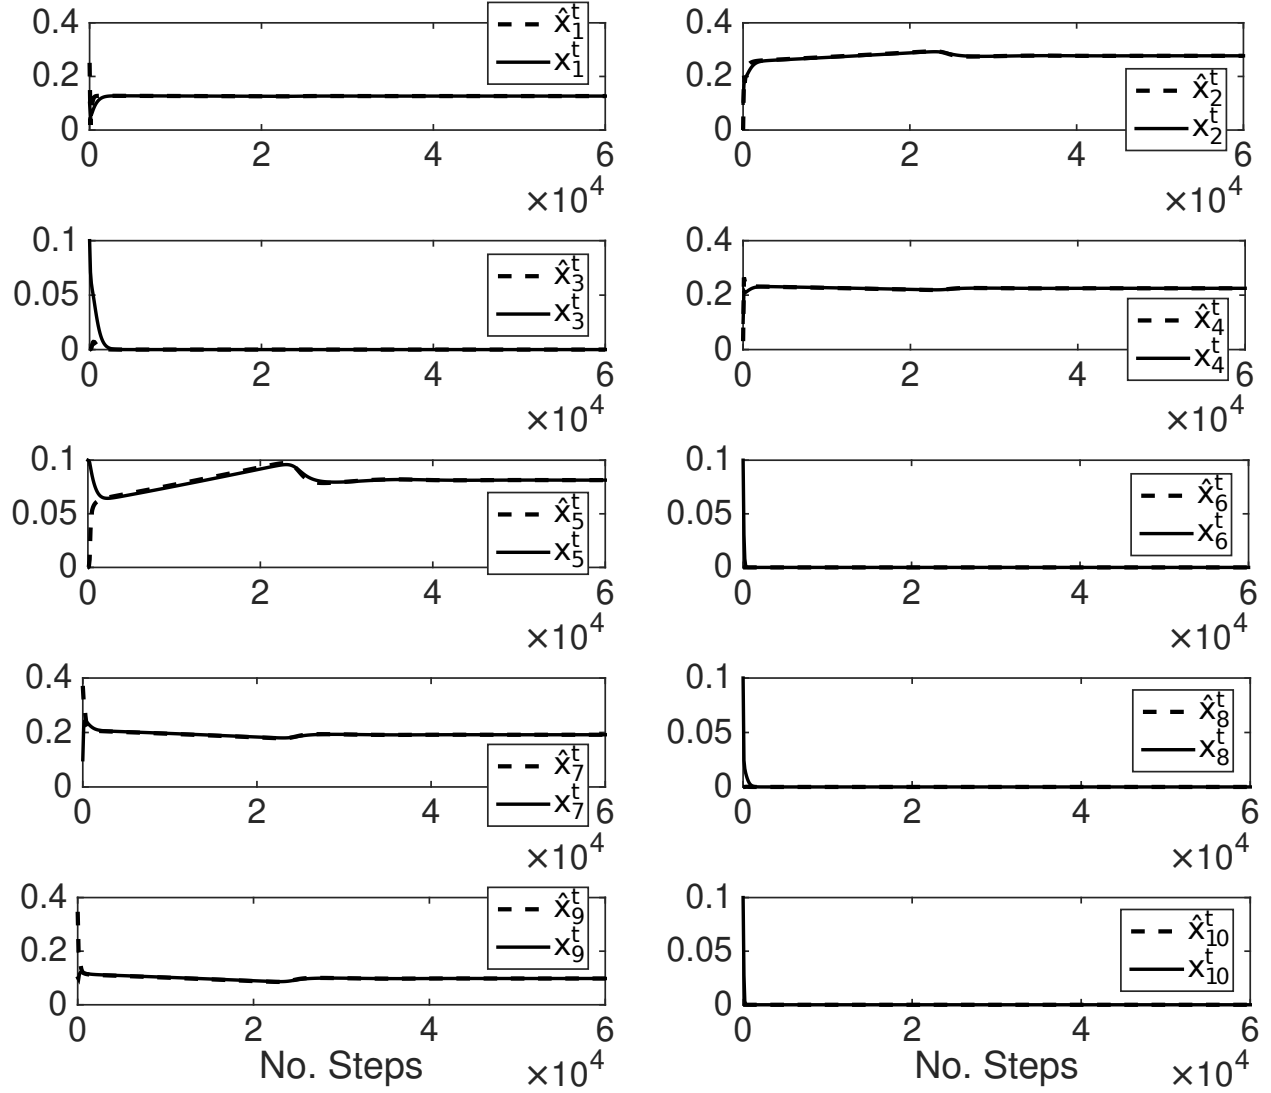 0.4
0.2
0
0 2 4 6
×10⁴
x̂₁ᵗ
x₁ᵗ
0.4
0.2
0
0 2 4 6
×10⁴
x̂₂ᵗ
x₂ᵗ
0.1
0.05
0
0 2 4 6
×10⁴
x̂₃ᵗ
x₃ᵗ
0.4
0.2
0
0 2 4 6
×10⁴
x̂₄ᵗ
x₄ᵗ
0.1
0.05
0
0 2 4 6
×10⁴
x̂₅ᵗ
x₅ᵗ
0.1
0.05
0
0 2 4 6
×10⁴
x̂₆ᵗ
x₆ᵗ
0.4
0.2
0
0 2 4 6
×10⁴
x̂₇ᵗ
x₇ᵗ
0.1
0.05
0
0 2 4 6
×10⁴
x̂₈ᵗ
x₈ᵗ
0.4
0.2
0
0 2 4 6
×10⁴
x̂₉ᵗ
x₉ᵗ
No. Steps
0.1
0.05
0
0 2 4 6
×10⁴
x̂₁₀ᵗ
x₁₀ᵗ
No. Steps